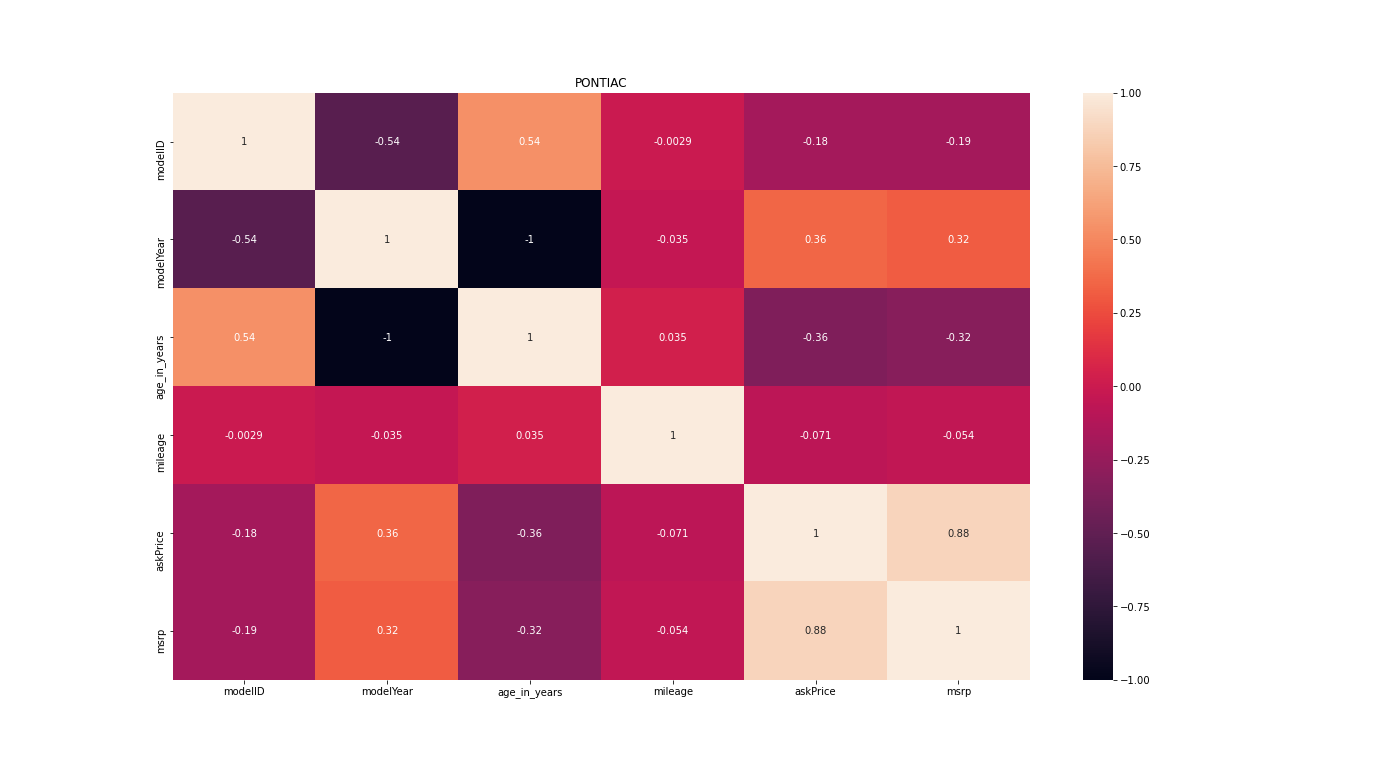 PONTIAC
1.00
modelID 1 -0.54 0.54 -0.0029 -0.18 -0.19
0.75
modelYear -0.54 1 -1 -0.035 0.36 0.32
0.50
0.25
age_in_years 0.54 -1 1 0.035 -0.36 -0.32
0.00
mileage -0.0029 -0.035 0.035 1 -0.071 -0.054
−0.25
askPrice -0.18 0.36 -0.36 -0.071 1 0.88
−0.50
−0.75
msrp -0.19 0.32 -0.32 -0.054 0.88 1
−1.00
modelID modelYear age_in_years mileage askPrice msrp